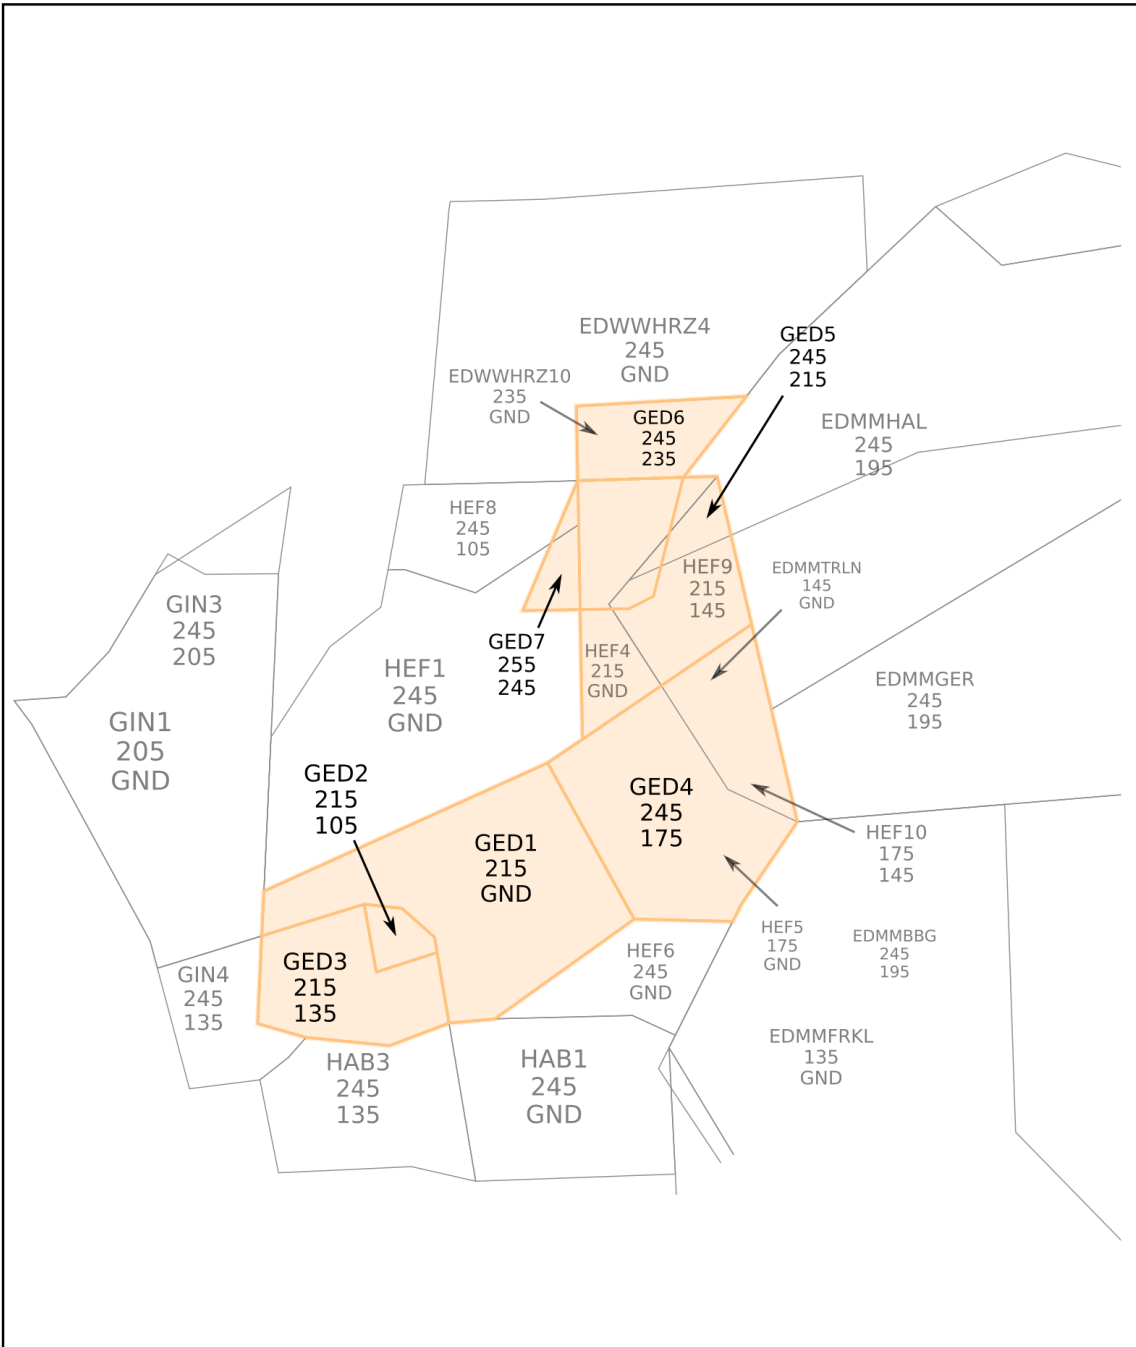 EDWWHRZ4
245
GND
GED5
245
215
EDWWHRZ10
235
GND
GED6
245
235
EDMMHAL
245
195
HEF8
245
105
HEF9
215
145
EDMMTRLN
145
GND
GIN3
245
205
GED7
255
245
HEF4
215
GND
HEF1
245
GND
EDMMGER
245
195
GIN1
205
GND
GED2
215
105
GED4
245
175
GED1
215
GND
HEF10
175
145
HEF5
175
GND
EDMMBBG
245
195
HEF6
245
GND
GED3
215
135
GIN4
245
135
EDMMFRKL
135
GND
HAB3
245
135
HAB1
245
GND